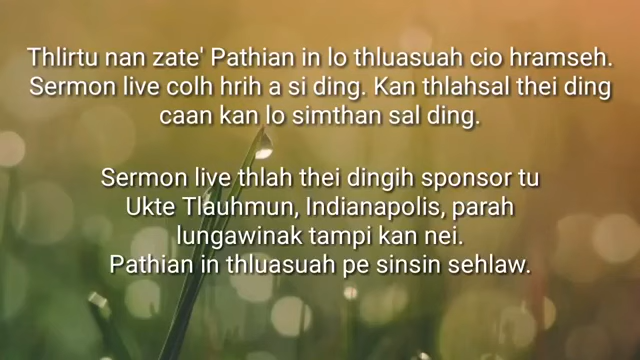 Thlirtu nan zate' Pathian in lo thluasuah cio hramseh.
Sermon live colh hrih a si ding. Kan thlahsal thei ding
caan kan lo simthan sal ding.
Sermon live thlah thei dingih sponsor tu
Ukte Tlauhmun, Indianapolis, parah
lungawinak tampi kan nei.
Pathian in thluasuah pe sinsin sehlaw.